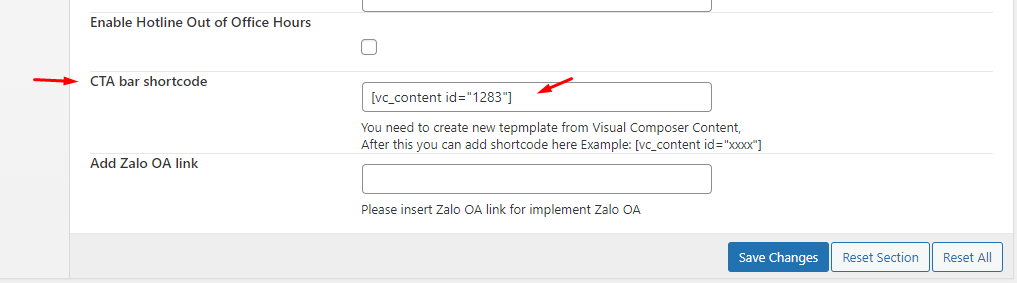 Enable Hotline Out of Office Hours
CTA bar shortcode
[vc_content id="1283"]
You need to create new tepmplate from Visual Composer Content,
After this you can add shortcode here Example: [vc_content id="xxxx"]
Add Zalo OA link
Please insert Zalo OA link for implement Zalo OA
Save Changes Reset Section Reset All